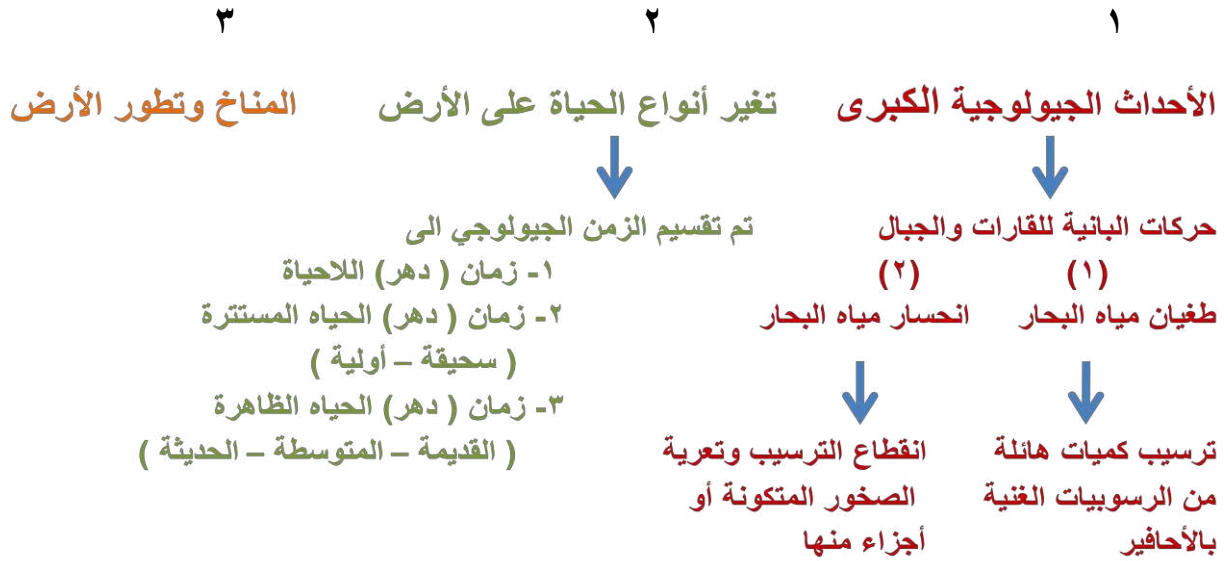 ١ ٢ ٣
الأحداث الجيولوجية الكبرى
تغير أنواع الحياة على الأرض
المناخ وتطور الأرض
حركات البانية للقارات والجبال
(١) (٢)
طغيان مياه البحار
انحسار مياه البحار
ترسيب كميات هائلة
من الرسوبيات الغنية
بالأحافير
انقطاع الترسيب وتعرية
الصخور المتكونة أو
أجزاء منها
تم تقسيم الزمن الجيولوجي الى
١- زمان ( دهر) اللاحياة
٢- زمان ( دهر) الحياه المستترة
( سحيقة – أولية )
٣- زمان ( دهر) الحياه الظاهرة
( القديمة – المتوسطة – الحديثة )